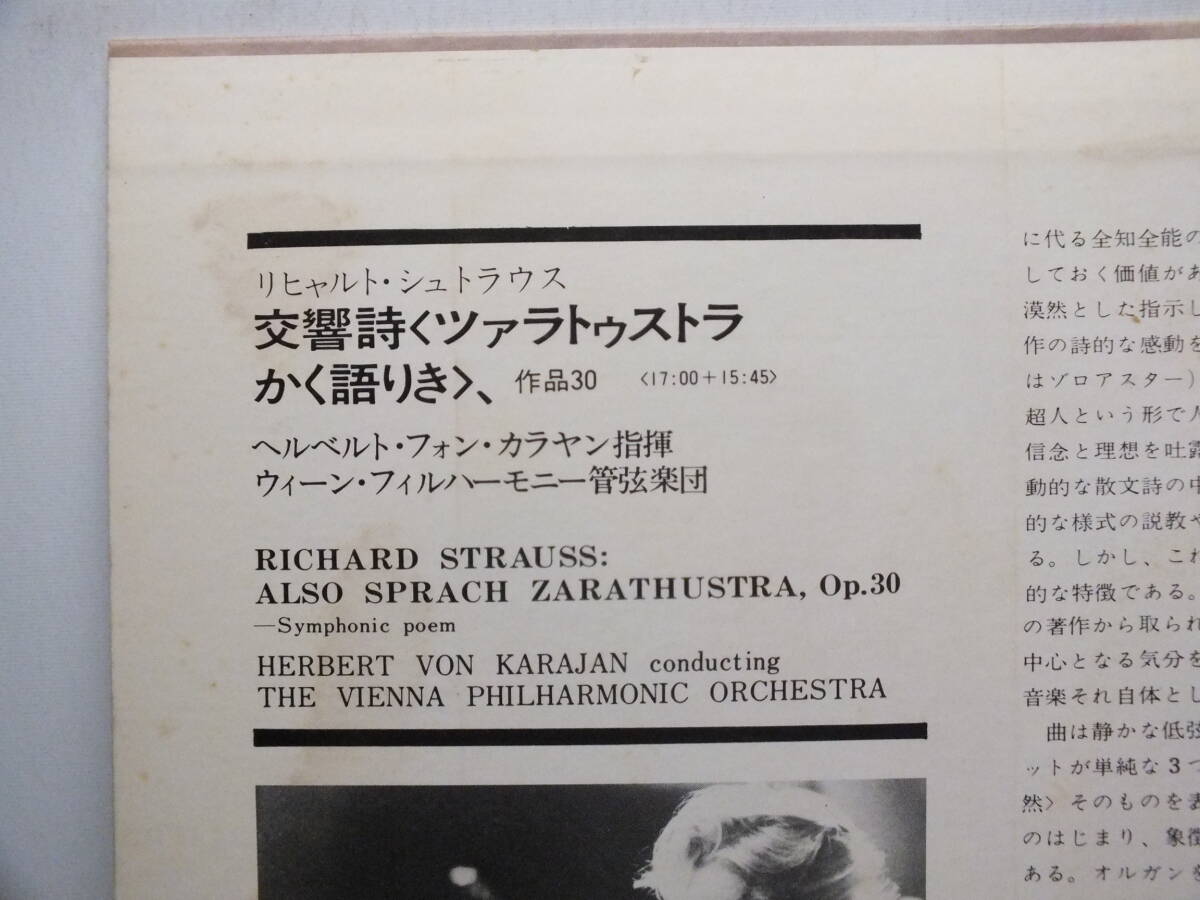 リヒャルト・シュトラウス
交響詩〈ツァラトゥストラ
かく語りき〉、作品30 〈17:00+15:45〉
ヘルベルト・フォン・カラヤン指揮
ウィーン・フィルハーモニー管弦楽団
RICHARD STRAUSS:
ALSO SPRACH ZARATHUSTRA, Op.30
—Symphonic poem
HERBERT VON KARAJAN conducting
THE VIENNA PHILHARMONIC ORCHESTRA
に代る全知全能の
しておく価値があ
漠然とした指示し
作の詩的な感動を
はゾロアスター)
超人という形で人
信念と理想を吐露
動的な散文詩の中
的な様式の説教や
る。しかし、これ
的な特徴である。
の著作から取られ
中心となる気分を
音楽それ自体とし
曲は静かな低弦
ットが単純な3つ
然〉そのものを表
のはじまり、象徴
ある。オルガンを